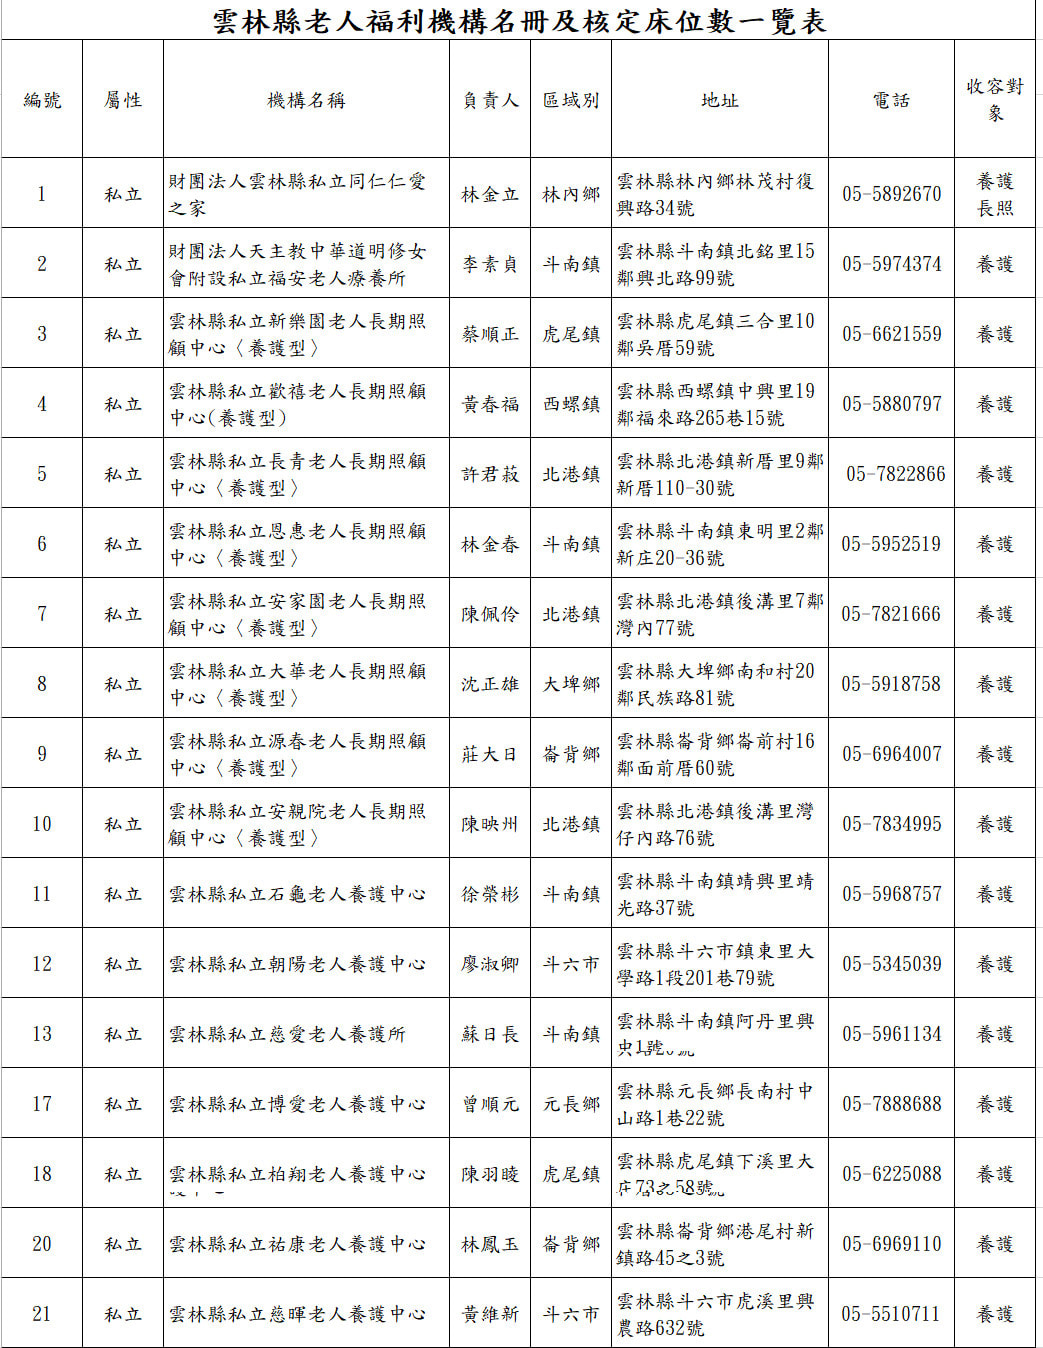 雲林縣老人福利機構名冊及核定床位數一覽表
編號 屬性 機構名稱 負責人 區域別 地址 電話 收容對
象
1 私立 財團法人雲林縣私立同仁仁愛
之家 林金立 林內鄉 雲林縣林內鄉林茂村復
興路34號 05-5892670 養護
長照
2 私立 財團法人天主教中華道明修女
會附設私立福安老人療養所 李素貞 斗南鎮 雲林縣斗南鎮北銘里15
鄰興北路99號 05-5974374 養護
3 私立 雲林縣私立新樂園老人長期照
顧中心〈養護型〉 蔡順正 虎尾鎮 雲林縣虎尾鎮三合里10
鄰吳厝59號 05-6621559 養護
4 私立 雲林縣私立歡禧老人長期照顧
中心(養護型) 黃春福 西螺鎮 雲林縣西螺鎮中興里19
鄰福來路265巷15號 05-5880797 養護
5 私立 雲林縣私立長青老人長期照顧
中心〈養護型〉 許君菽 北港鎮 雲林縣北港鎮新厝里9鄰
新厝110-30號 05-7822866 養護
6 私立 雲林縣私立恩惠老人長期照顧
中心〈養護型〉 林金春 斗南鎮 雲林縣斗南鎮東明里2鄰
新庄20-36號 05-5952519 養護
7 私立 雲林縣私立安家園老人長期照
顧中心〈養護型〉 陳佩伶 北港鎮 雲林縣北港鎮後溝里7鄰
灣內77號 05-7821666 養護
8 私立 雲林縣私立大華老人長期照顧
中心〈養護型〉 沈正雄 大埤鄉 雲林縣大埤鄉南和村20
鄰民族路81號 05-5918758 養護
9 私立 雲林縣私立源春老人長期照顧
中心〈養護型〉 莊大日 崙背鄉 雲林縣崙背鄉崙前村16
鄰面前厝60號 05-6964007 養護
10 私立 雲林縣私立安親院老人長期照
顧中心〈養護型〉 陳映州 北港鎮 雲林縣北港鎮後溝里灣
仔內路76號 05-7834995 養護
11 私立 雲林縣私立石龜老人養護中心 徐榮彬 斗南鎮 雲林縣斗南鎮靖興里靖
光路37號 05-5968757 養護
12 私立 雲林縣私立朝陽老人養護中心 廖淑卿 斗六市 雲林縣斗六市鎮東里大
學路1段201巷79號 05-5345039 養護
13 私立 雲林縣私立慈愛老人養護所 蘇日長 斗南鎮 雲林縣斗南鎮阿丹里興
05-5961134 養護
17 私立 雲林縣私立博愛老人養護中心 曾順元 元長鄉 雲林縣元長鄉長南村中
山路1巷22號 05-7888688 養護
18 私立 雲林縣私立柏翔老人養護中心 陳羽晙 虎尾鎮 雲林縣虎尾鎮下溪里大
庄73之58號 05-6225088 養護
20 私立 雲林縣私立祐康老人養護中心 林鳳玉 崙背鄉 雲林縣崙背鄉港尾村新
鎮路45之3號 05-6969110 養護
21 私立 雲林縣私立慈暉老人養護中心 黃維新 斗六市 雲林縣斗六市虎溪里興
農路632號 05-5510711 養護